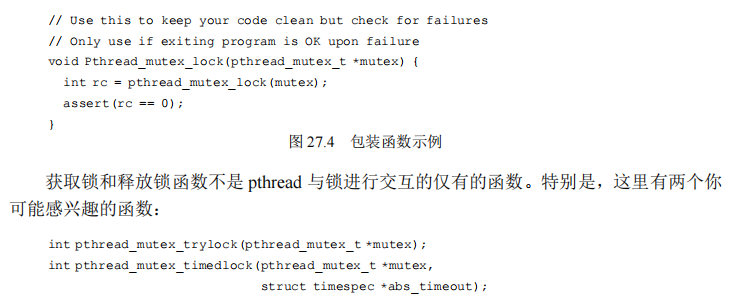 // Use this to keep your code clean but check for failures
// Only use if exiting program is OK upon failure
void Pthread_mutex_lock(pthread_mutex_t *mutex) {
  int rc = pthread_mutex_lock(mutex);
  assert(rc == 0);
}
图 27.4 包装函数示例
获取锁和释放锁函数不是 pthread 与锁进行交互的仅有的函数。特别是，这里有两个你
可能感兴趣的函数：
int pthread_mutex_trylock(pthread_mutex_t *mutex);
int pthread_mutex_timedlock(pthread_mutex_t *mutex,
                            struct timespec *abs_timeout);